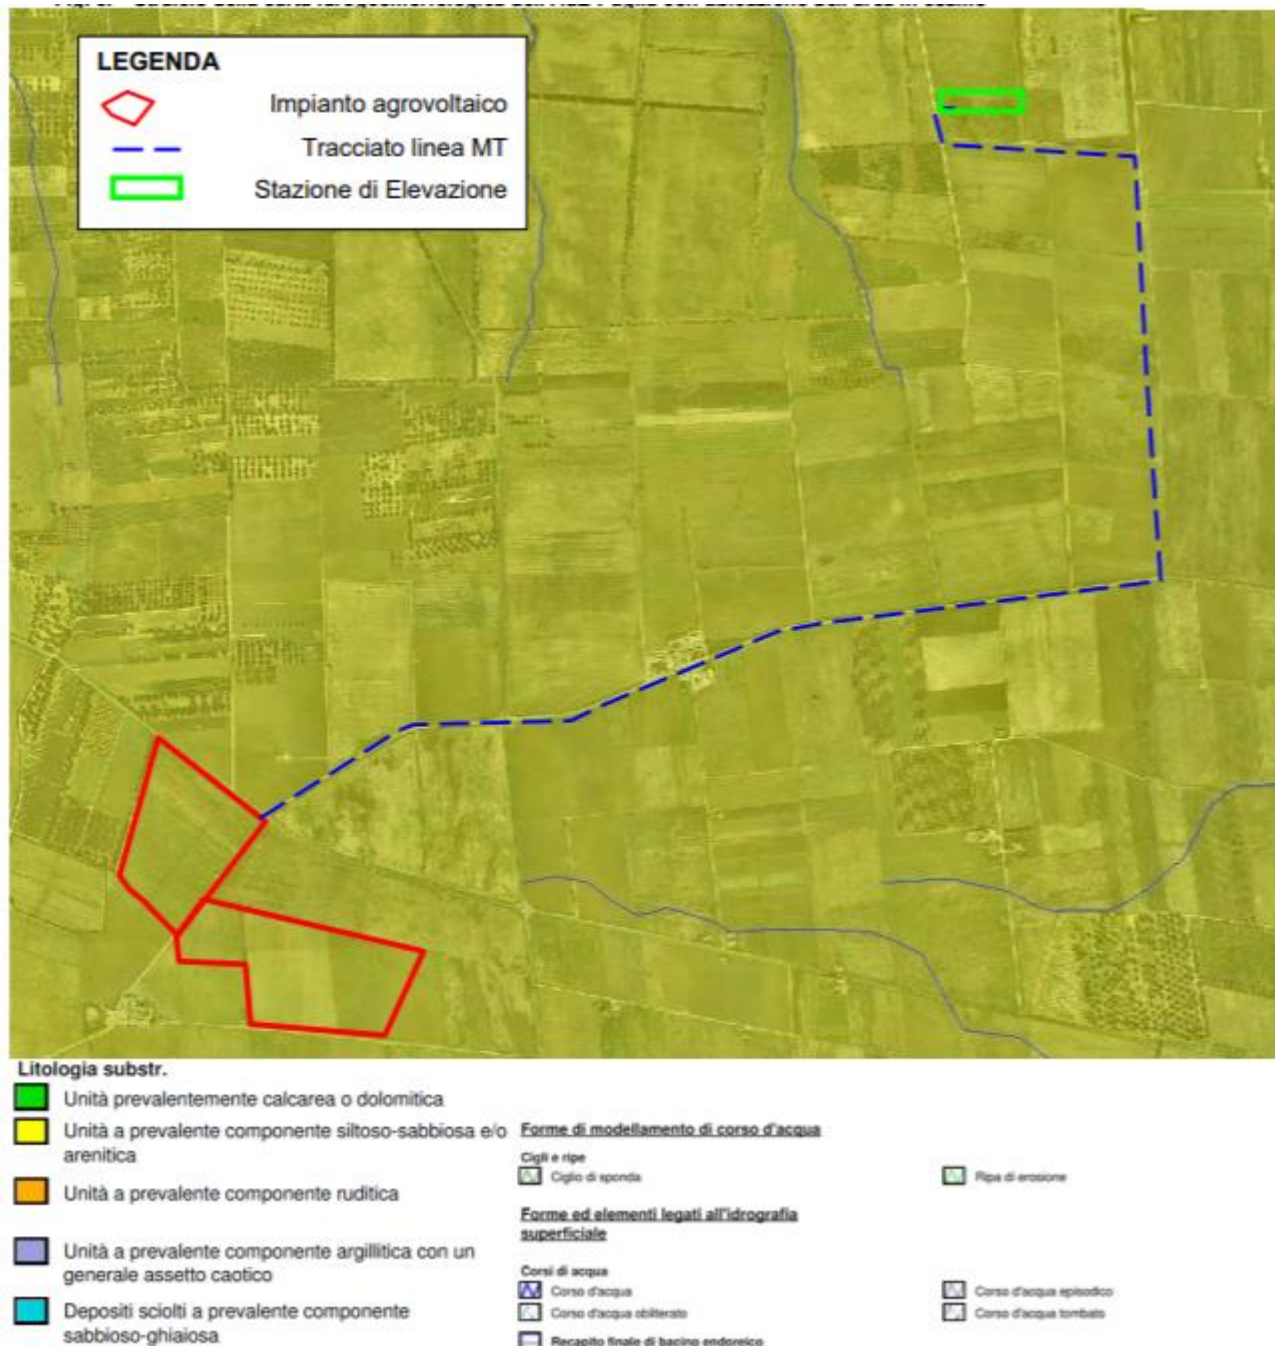 LEGENDA
Impianto agrovoltaico
Tracciato linea MT
Stazione di Elevazione
Litologia substr.
Unità prevalentemente calcarea o dolomitica
Unità a prevalente componente siltoso-sabbiosa e/o
arenitica
Unità a prevalente componente ruditica
Unità a prevalente componente argillitica con un
generale assetto caotico
Depositi sciolti a prevalente componente
sabbioso-ghiaiosa
Forme di modellamento di corso d'acqua
Cigli e ripe
Ciglio di sponda
Ripa di erosione
Forme ed elementi legati all'idrografia
superficiale
Corsi di acqua
Corso d'acqua
Corso d'acqua episodico
Corso d'acqua obliterato
Corso d'acqua tombato
Recapito finale di bacino endoreico